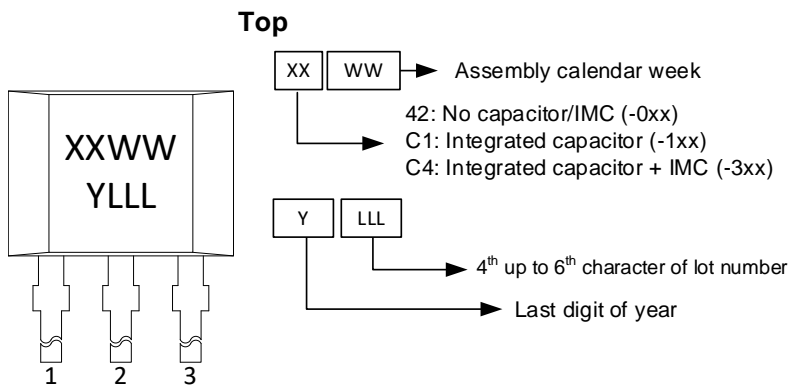 Top
XX WW Assembly calendar week
42: No capacitor/IMC (-0xx)
C1: Integrated capacitor (-1xx)
C4: Integrated capacitor + IMC (-3xx)
XXWW
YLLL
Y LLL
4th up to 6th character of lot number
Last digit of year
1 2 3